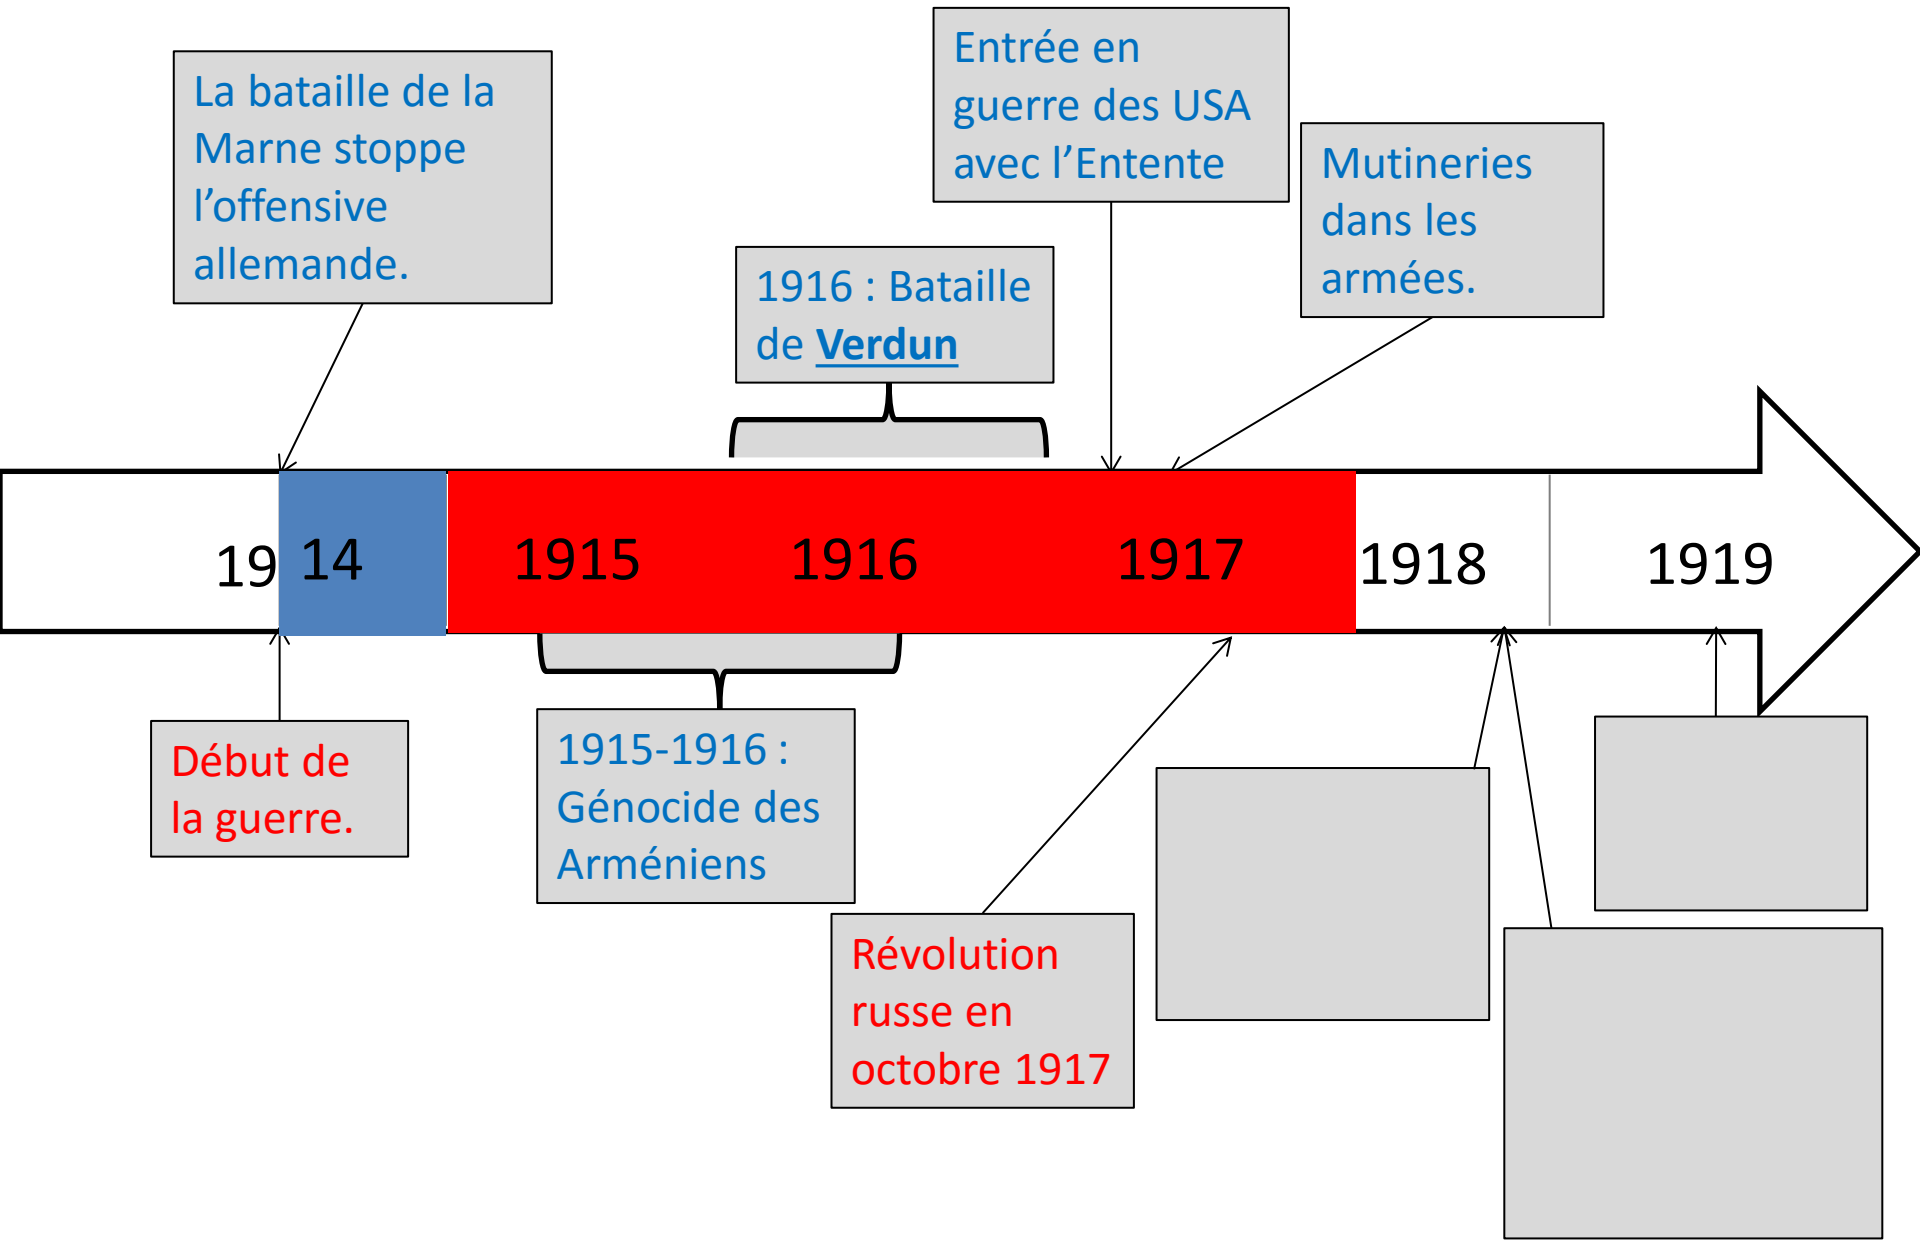 La bataille de la
Marne stoppe
l’offensive
allemande.
Entrée en
guerre des USA
avec l’Entente
Mutineries
dans les
armées.
1916 : Bataille
de Verdun
1914 1915 1916 1917 1918 1919
Début de
la guerre.
1915-1916 :
Génocide des
Arméniens
Révolution
russe en
octobre 1917